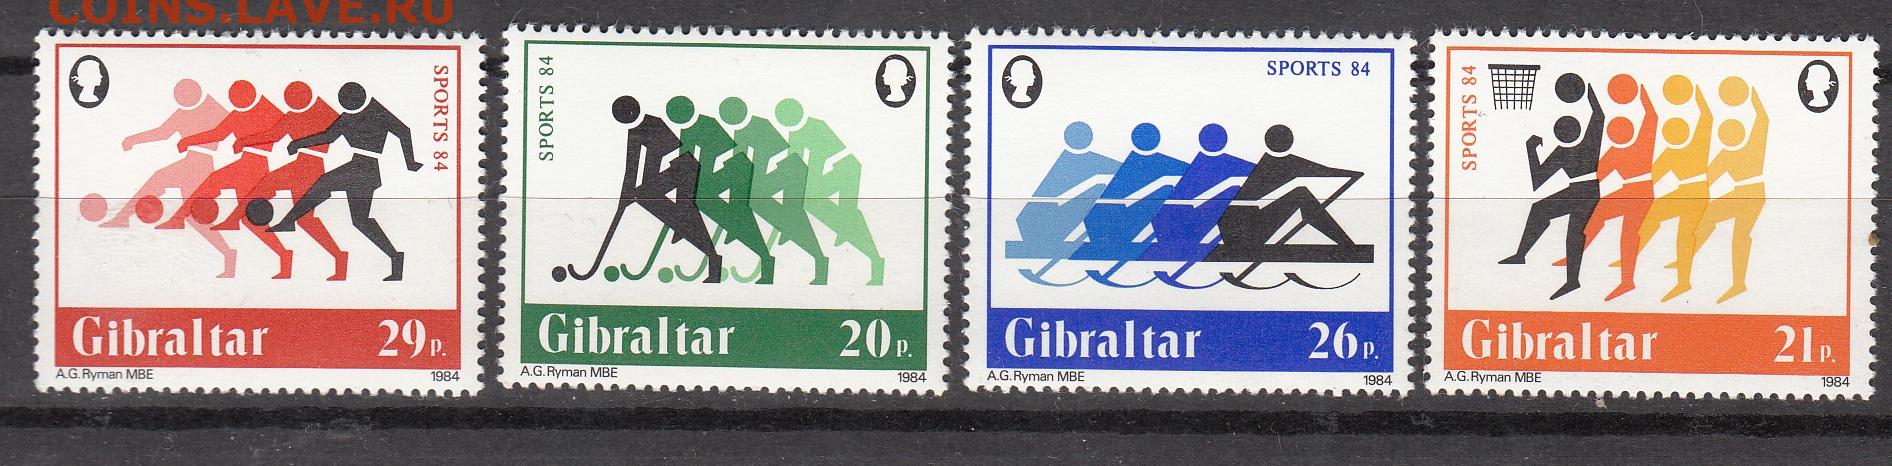 COINS.LAVE.RU
SPORTS 84
Gibraltar 29p.
A.G.Ryman MBE 1984
SPORTS 84
Gibraltar 20p.
A.G.Ryman MBE 1984
SPORTS 84
Gibraltar 26p.
A.G.Ryman MBE 1984
SPORTS 84
Gibraltar 21p.
A.G.Ryman MBE 1984